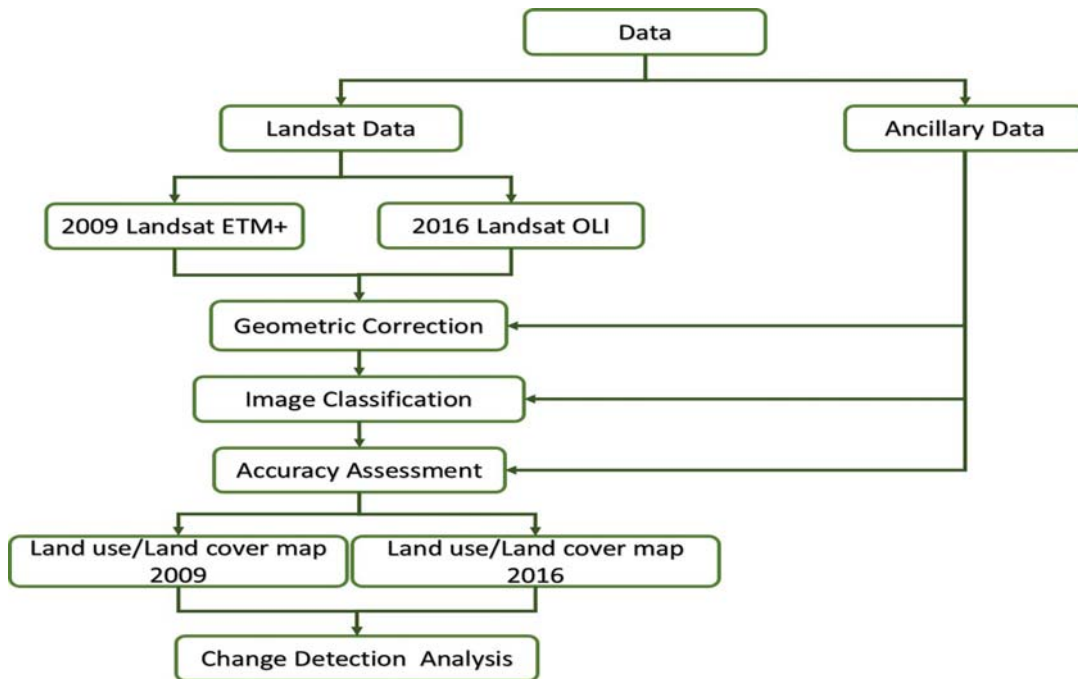 Data
Landsat Data
Ancillary Data
2009 Landsat ETM+
2016 Landsat OLI
Geometric Correction
Image Classification
Accuracy Assessment
Land use/Land cover map
2009
Land use/Land cover map
2016
Change Detection Analysis